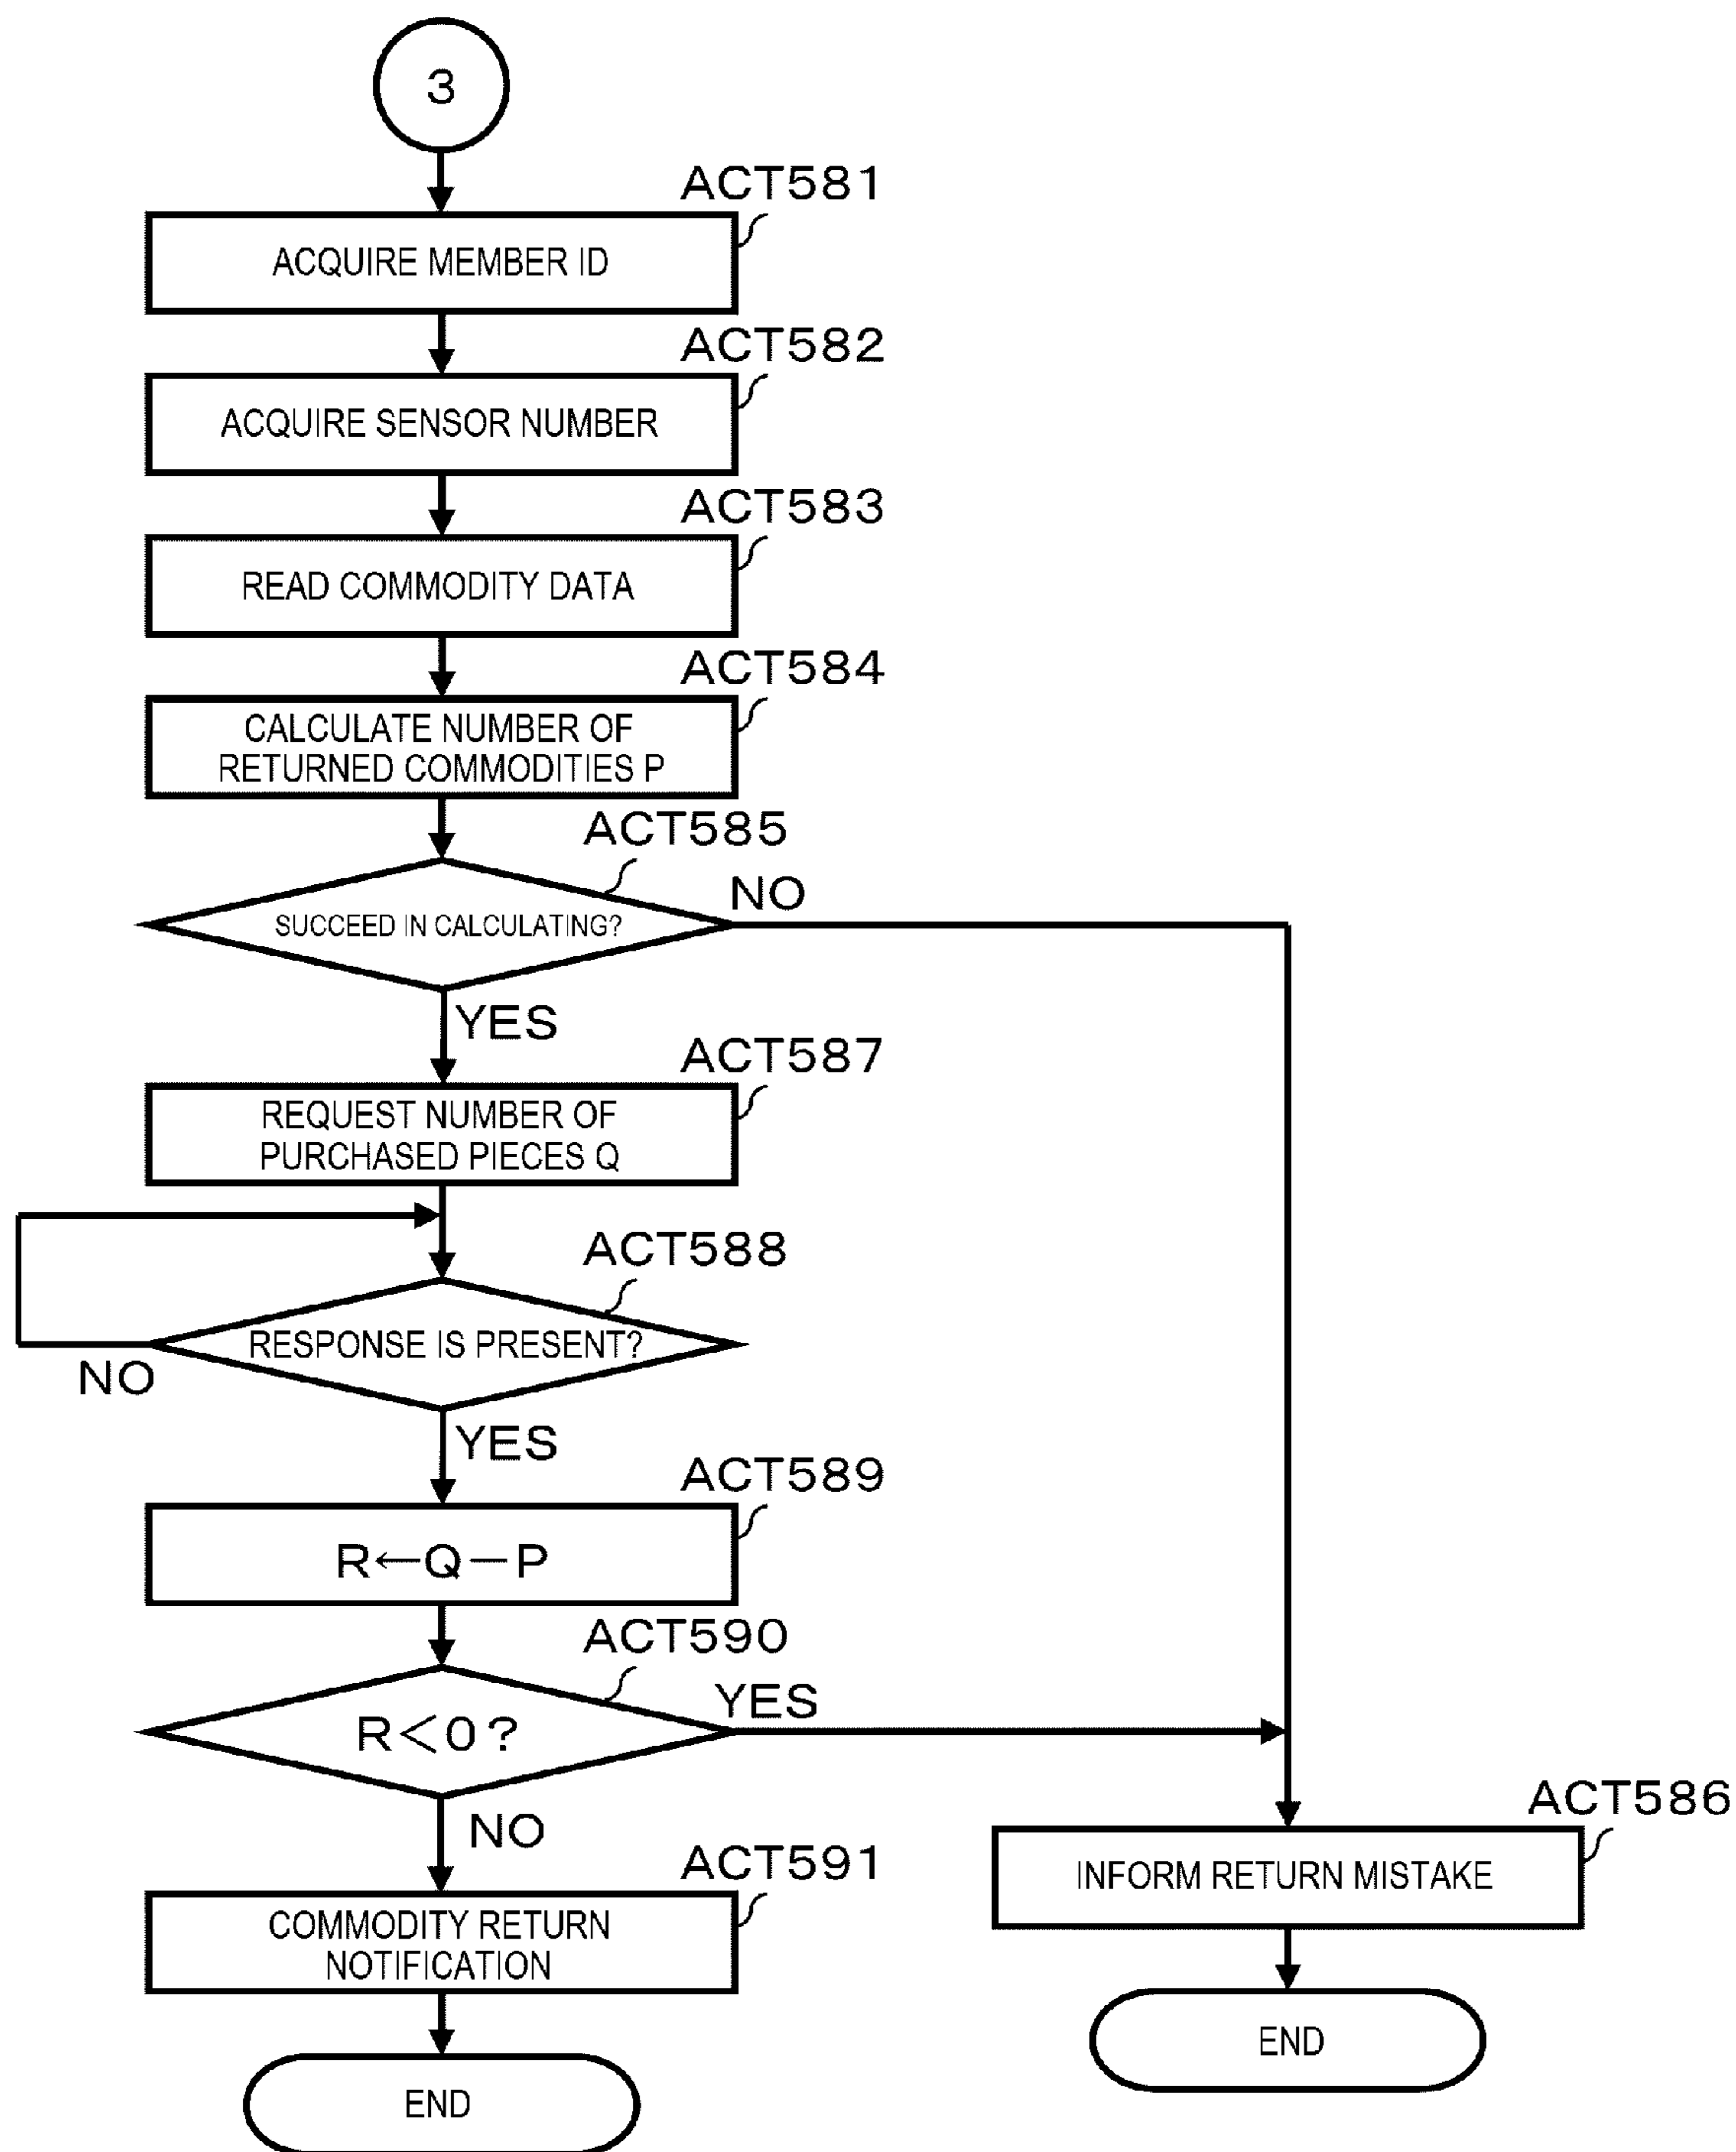 3
ACT581
ACQUIRE MEMBER ID
ACT582
ACQUIRE SENSOR NUMBER
ACT583
READ COMMODITY DATA
ACT584
CALCULATE NUMBER OF
RETURNED COMMODITIES P
ACT585
SUCCEED IN CALCULATING?
NO
YES
ACT587
REQUEST NUMBER OF
PURCHASED PIECES Q
ACT588
RESPONSE IS PRESENT?
NO
YES
ACT589
R←Q—P
ACT590
R<0?
YES
NO
ACT586
INFORM RETURN MISTAKE
END
ACT591
COMMODITY RETURN
NOTIFICATION
END